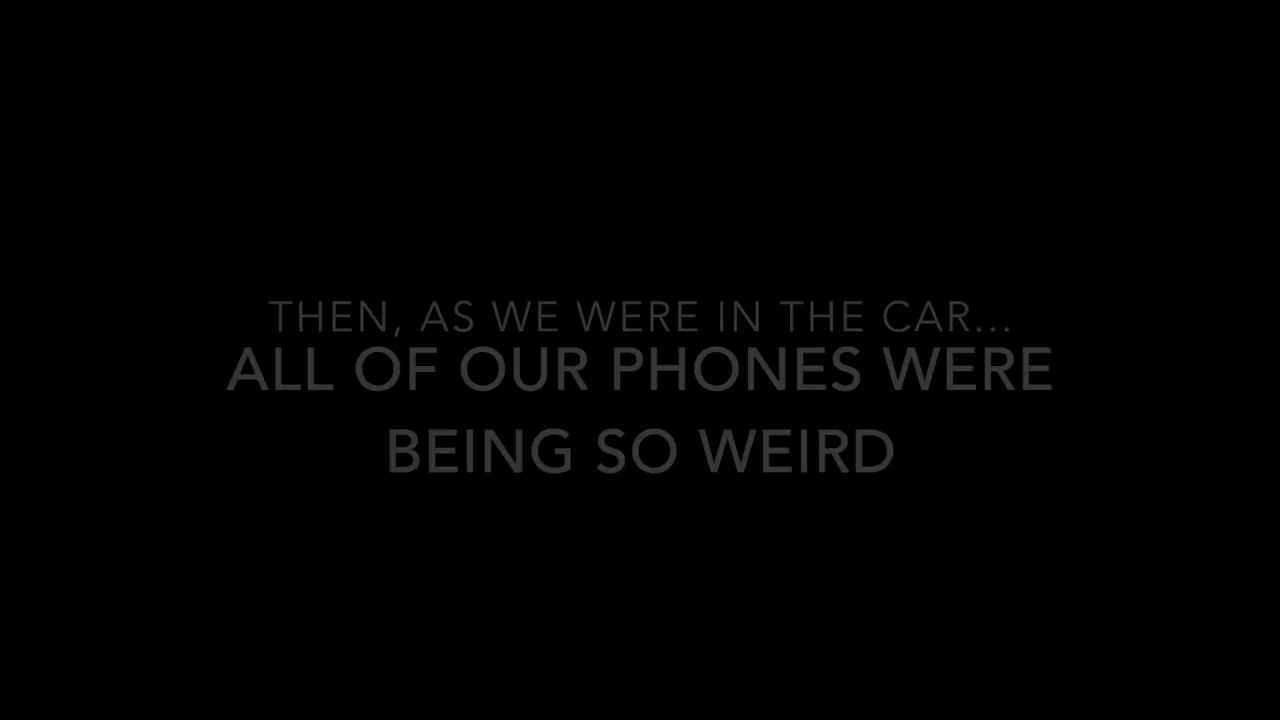 THEN, AS WE WERE IN THE CAR...
ALL OF OUR PHONES WERE
BEING SO WEIRD